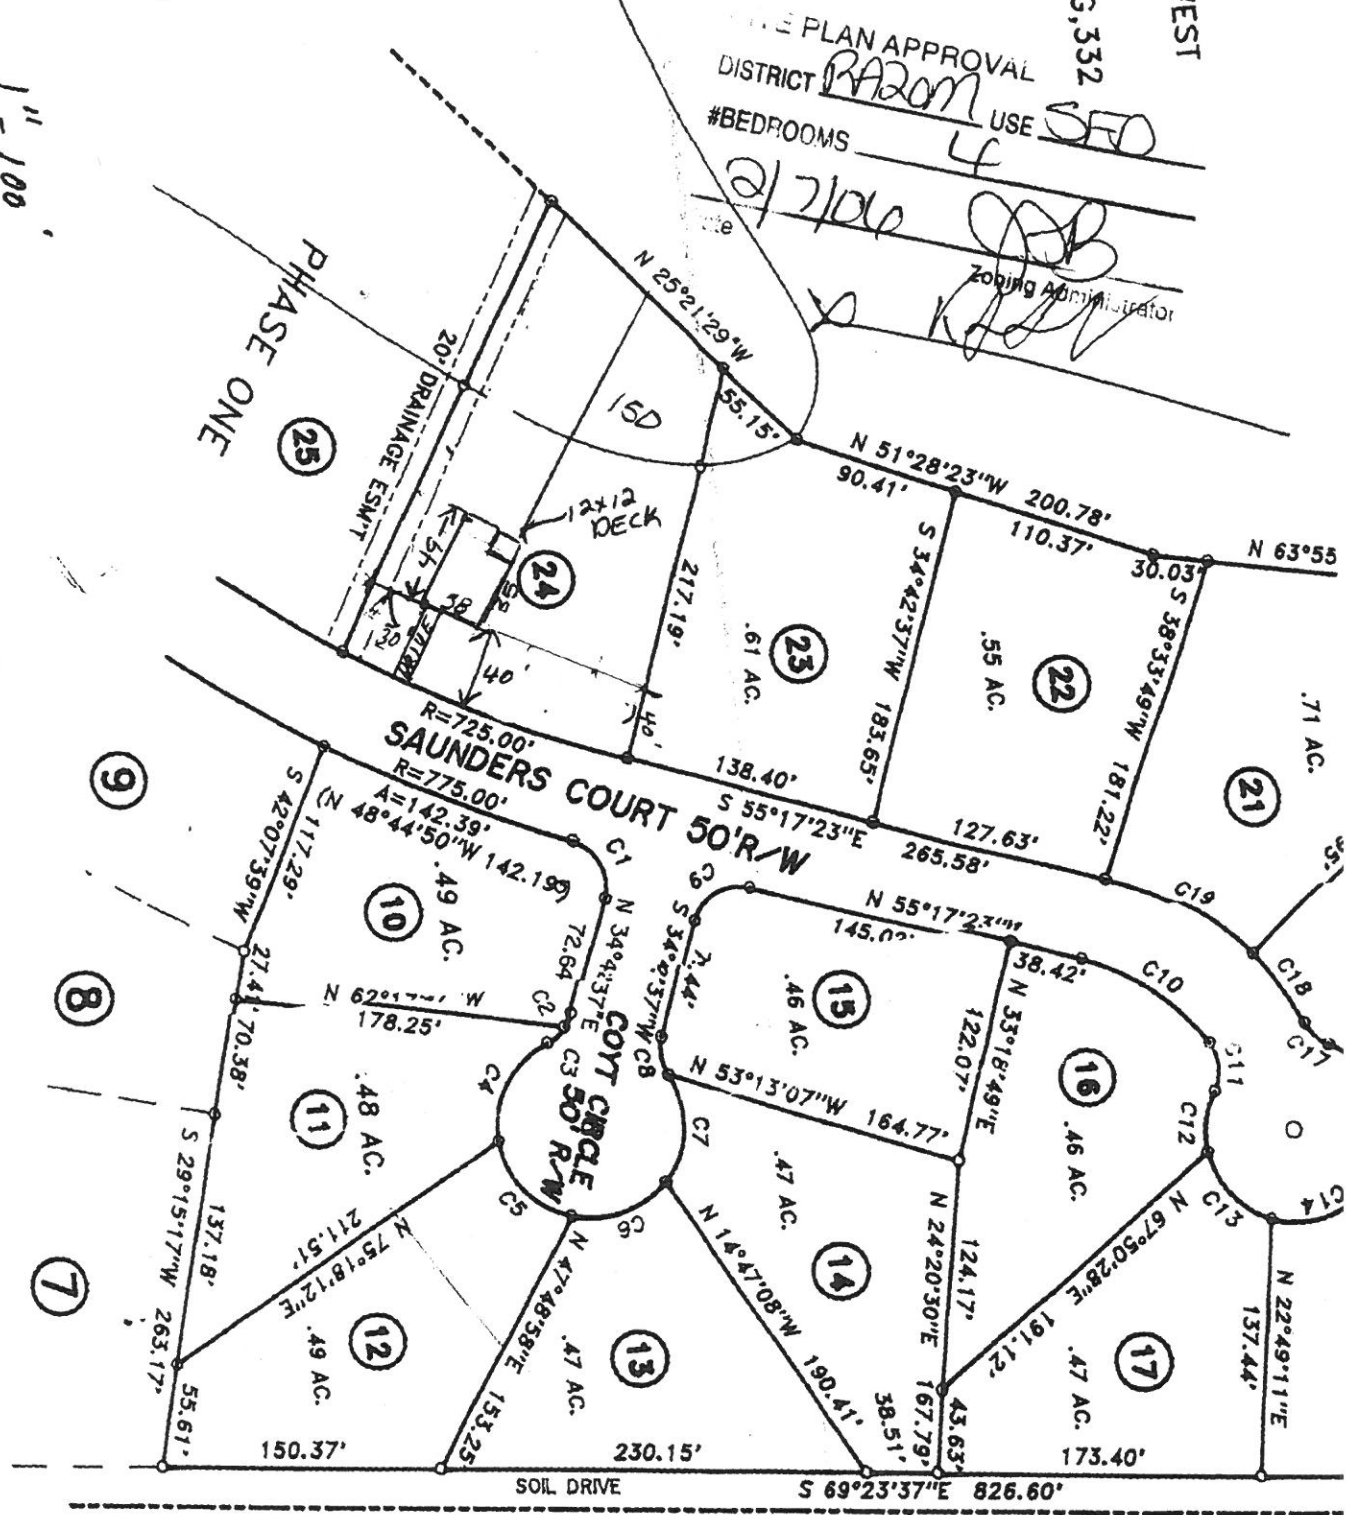 WEST
G,332
PLAN APPROVAL
DISTRICT RA20M USE SFD
#BEDROOMS 4
2/7/06
Zoning Administrator
1" = 100'
PHASE ONE
25
20' DRAINAGE ESM'T
N 25°21'29"W
55.15'
150
12x12
DECK
24
64
38
30'
40'
40'
217.19'
R=725.00'
N 51°28'23"W 200.78'
90.41'
110.37'
30.03'
N 63°55
23
.61 AC.
S 34°42'37"W 183.65'
22
.55 AC.
S 38°33'49"W 181.22'
.71 AC.
21
SAUNDERS COURT 50'R/W
138.40'
S 55°17'23"E
265.58'
127.63'
C19
C18
C17
9
S 42°07'39"W
117.29'
R=775.00'
A=142.39'
(N 48°44'50"W 142.19')
C1
10
.49 AC.
N 34°42'37"E
72.64
C2
C3
C4
C5
C6
C7
C8
C9
COYT CIRCLE
50' R/W
N 55°17'23"
145.02'
38.42'
C10
C11
C12
C13
C14
15
.46 AC.
N 33°18'49"E
122.07'
16
.46 AC.
8
27.41'
70.38'
178.25'
11
.48 AC.
N 53°13'07"W 164.77'
.47 AC.
14
N 24°20'30"E 167.79'
124.17'
43.63'
N 67°50'28"E
191.12'
17
.47 AC.
N 22°49'11"E
137.44'
7
S 29°15'17"W 263.17'
137.18'
55.61'
211.51'
N 75°18'12"E
12
.49 AC.
N 47°48'58"E 153.25'
13
.47 AC.
N 14°47'08"W 190.41'
38.51'
150.37'
230.15'
173.40'
SOIL DRIVE
S 69°23'37"E 826.60'